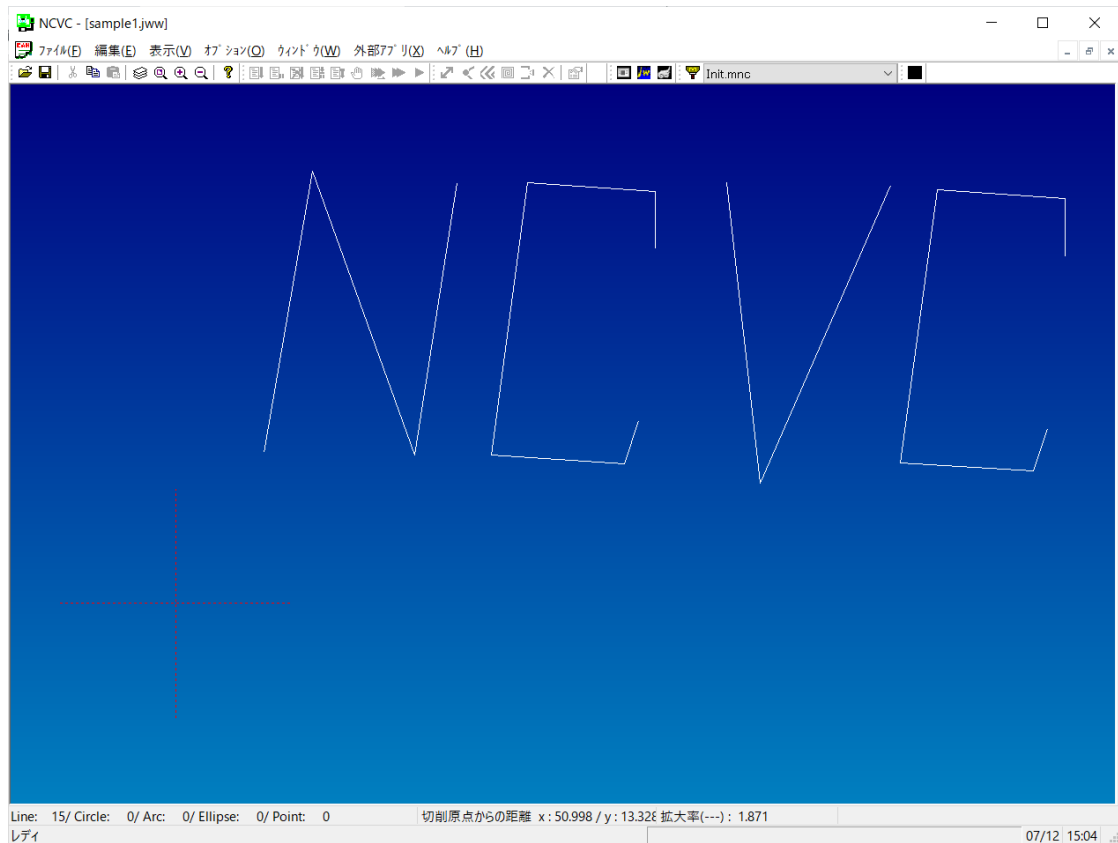 NCVC - [sample1.jww]
ﾌｧｲﾙ(F) 編集(E) 表示(V) ｵﾌﾟｼｮﾝ(O) ｳｨﾝﾄﾞｳ(W) 外部ｱﾌﾟﾘ(X) ﾍﾙﾌﾟ(H)
Init.mnc
NCVC
Line: 15/ Circle: 0/ Arc: 0/ Ellipse: 0/ Point: 0 切削原点からの距離 x : 50.998 / y : 13.328 拡大率(---) : 1.871
レディ 07/12 15:04